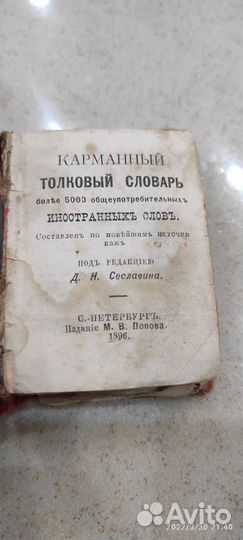 КАРМАННЫЙ
ТОЛКОВЫЙ СЛОВАРЬ
болѣе 5000 общеупотребительныхъ
ИНОСТРАННЫХЪ СЛОВЪ.
Составленъ по новѣйшимъ источни
камъ
ПОДЪ РЕДАКЦІЕЮ
Д. Н. Сеславина.
С.-ПЕТЕРБУРГЪ.
Изданіе М. В. Попова.
1896.
2022/3/30 21:40
Avito